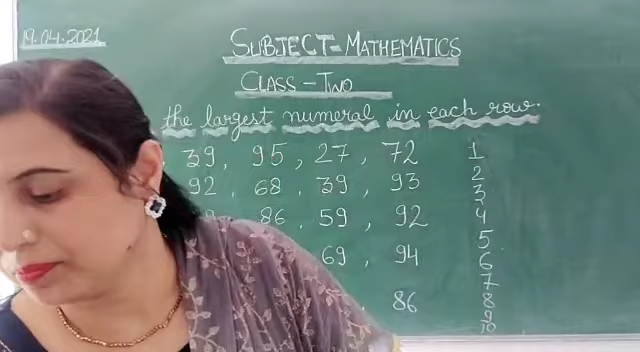 19.04.2021
SUBJECT=MATHEMATICS
CLASS-TWO
the largest numeral in each row.
39, 95, 27, 72
92, 68, 39, 93
86, 59, 92
69, 94
86
1
2
3
4
5
6
7
8
9
10